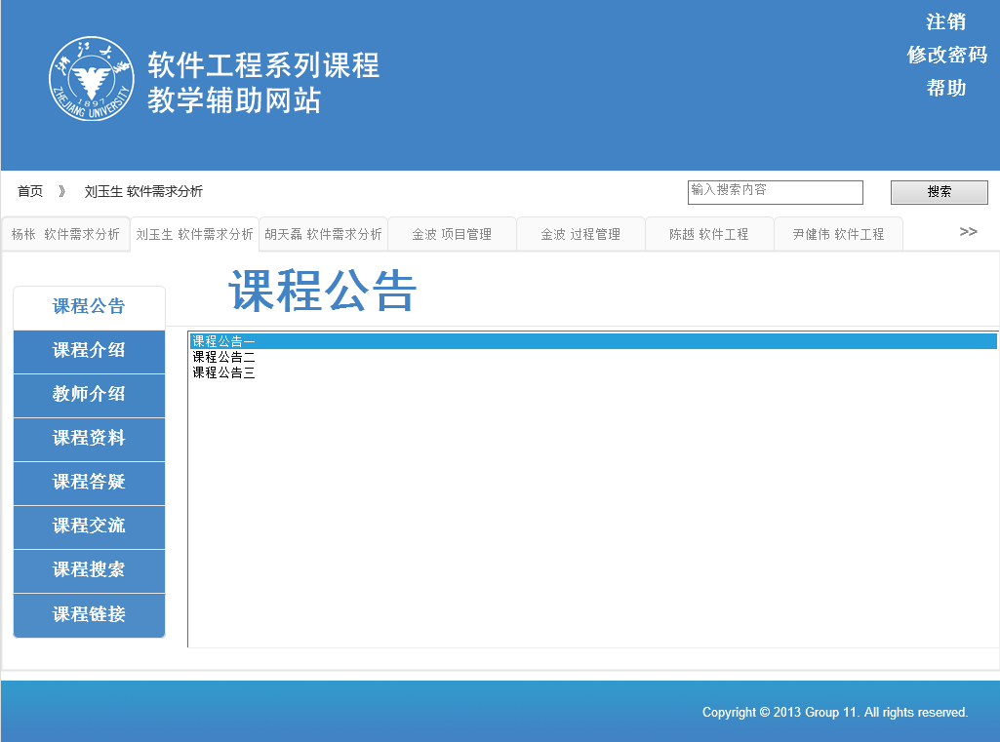 注销
修改密码
帮助
浙江大学
ZHEJIANG UNIVERSITY
1897
软件工程系列课程
教学辅助网站
首页 》 刘玉生 软件需求分析
输入搜索内容
搜索
杨枨 软件需求分析
刘玉生 软件需求分析
胡天磊 软件需求分析
金波 项目管理
金波 过程管理
陈越 软件工程
尹健伟 软件工程
>>
课程公告
课程公告
课程介绍
教师介绍
课程资料
课程答疑
课程交流
课程搜索
课程链接
课程公告一
课程公告二
课程公告三
Copyright © 2013 Group 11. All rights reserved.